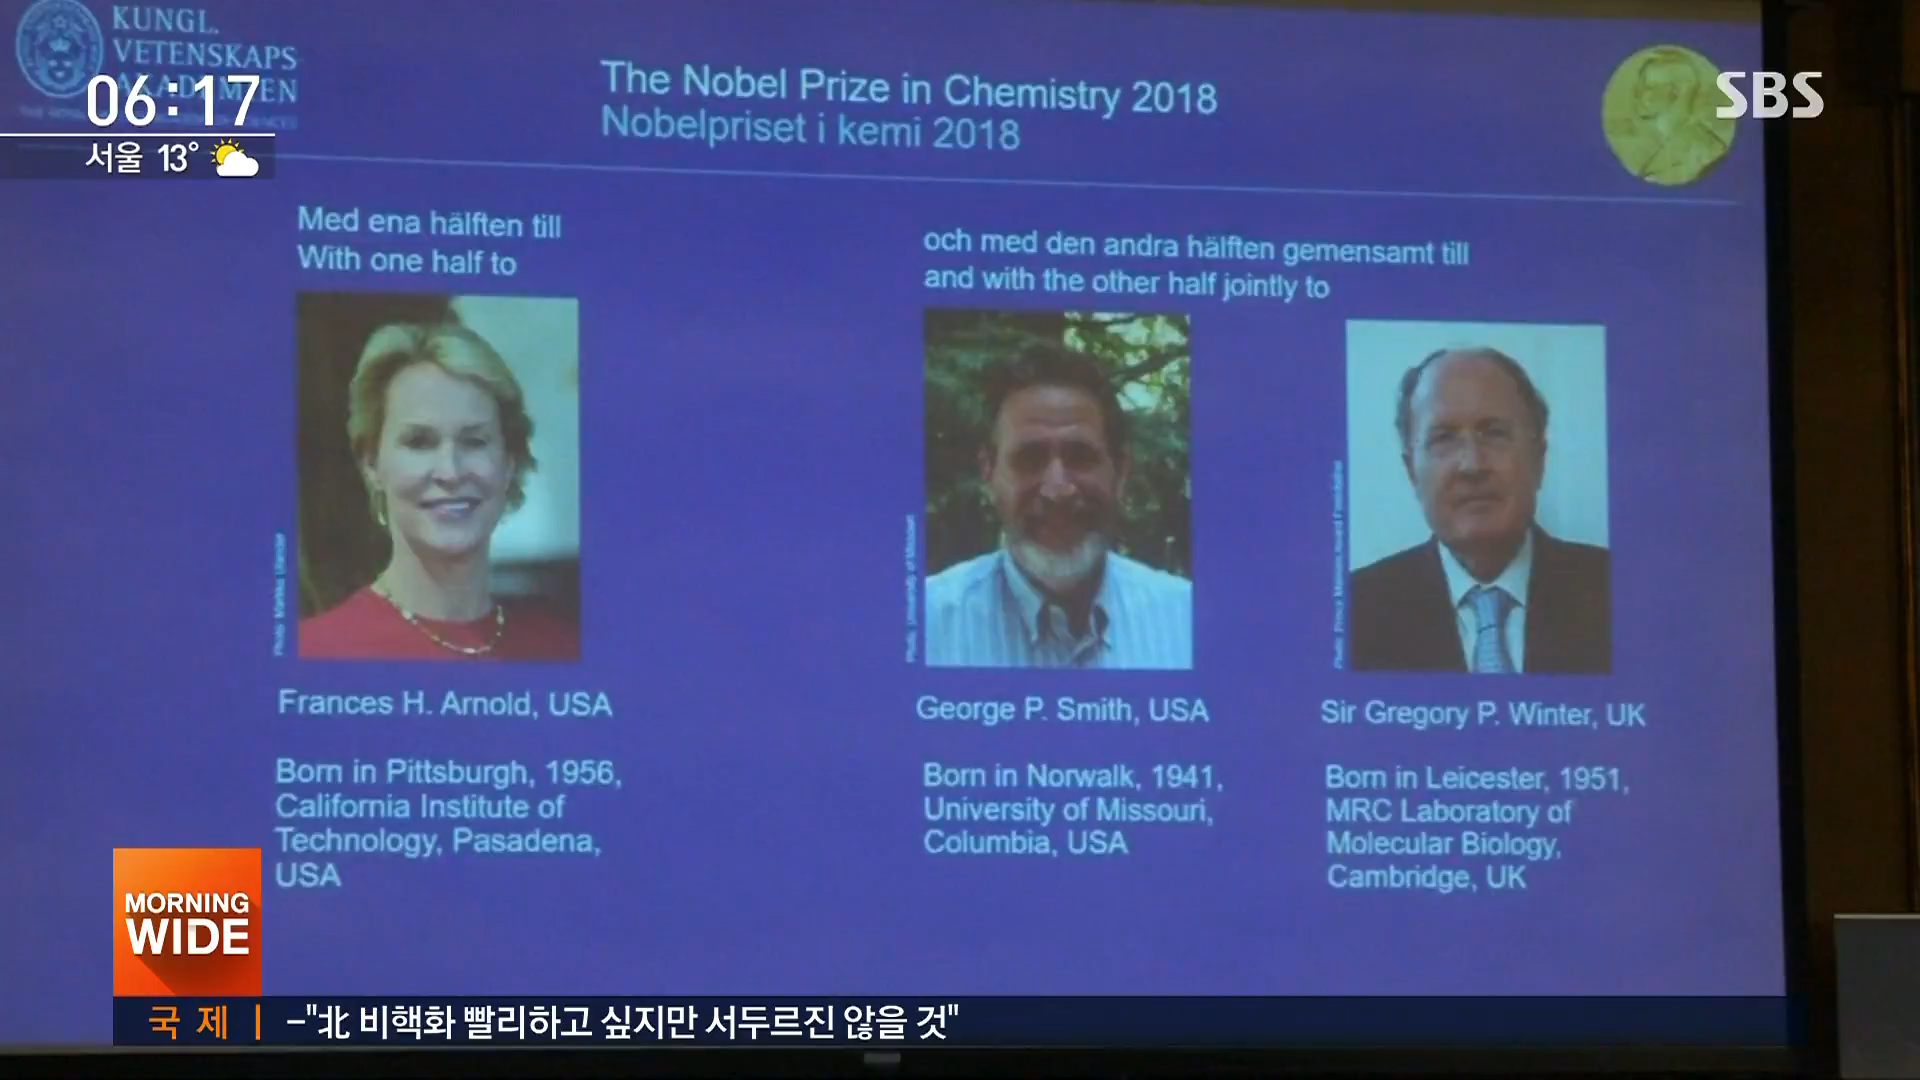 KUNGL.
VETENSKAPS
AKADEMIEN
06:17
서울 13°
SBS
The Nobel Prize in Chemistry 2018
Nobelpriset i kemi 2018
Med ena hälften till
With one half to
och med den andra hälften gemensamt till
and with the other half jointly to
Frances H. Arnold, USA
Born in Pittsburgh, 1956,
California Institute of
Technology, Pasadena,
USA
George P. Smith, USA
Born in Norwalk, 1941,
University of Missouri,
Columbia, USA
Sir Gregory P. Winter, UK
Born in Leicester, 1951,
MRC Laboratory of
Molecular Biology,
Cambridge, UK
MORNING
WIDE
국 제 | -"北 비핵화 빨리하고 싶지만 서두르진 않을 것"